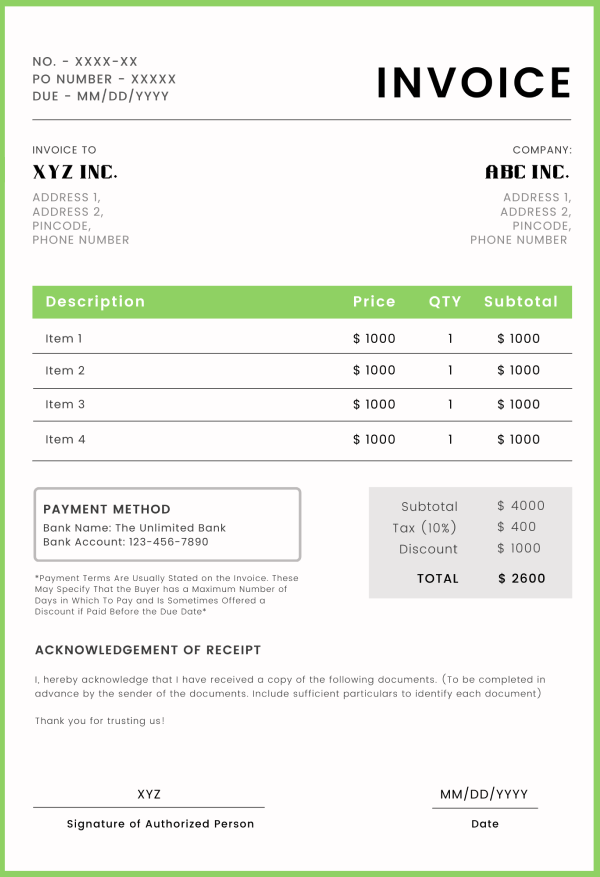 NO. - XXXX-XX
PO NUMBER - XXXXX
DUE - MM/DD/YYYY
INVOICE
INVOICE TO
XYZ INC.
ADDRESS 1,
ADDRESS 2,
PINCODE,
PHONE NUMBER
COMPANY:
ABC INC.
ADDRESS 1,
ADDRESS 2,
PINCODE,
PHONE NUMBER
Description Price QTY Subtotal
Item 1 $ 1000 1 $ 1000
Item 2 $ 1000 1 $ 1000
Item 3 $ 1000 1 $ 1000
Item 4 $ 1000 1 $ 1000
PAYMENT METHOD
Bank Name: The Unlimited Bank
Bank Account: 123-456-7890
*Payment Terms Are Usually Stated on the Invoice. These
May Specify That the Buyer has a Maximum Number of
Days in Which To Pay and Is Sometimes Offered a
Discount if Paid Before the Due Date*
Subtotal $ 4000
Tax (10%) $ 400
Discount $ 1000
TOTAL $ 2600
ACKNOWLEDGEMENT OF RECEIPT
I, hereby acknowledge that I have received a copy of the following documents. (To be completed in
advance by the sender of the documents. Include sufficient particulars to identify each document)
Thank you for trusting us!
XYZ
Signature of Authorized Person
MM/DD/YYYY
Date